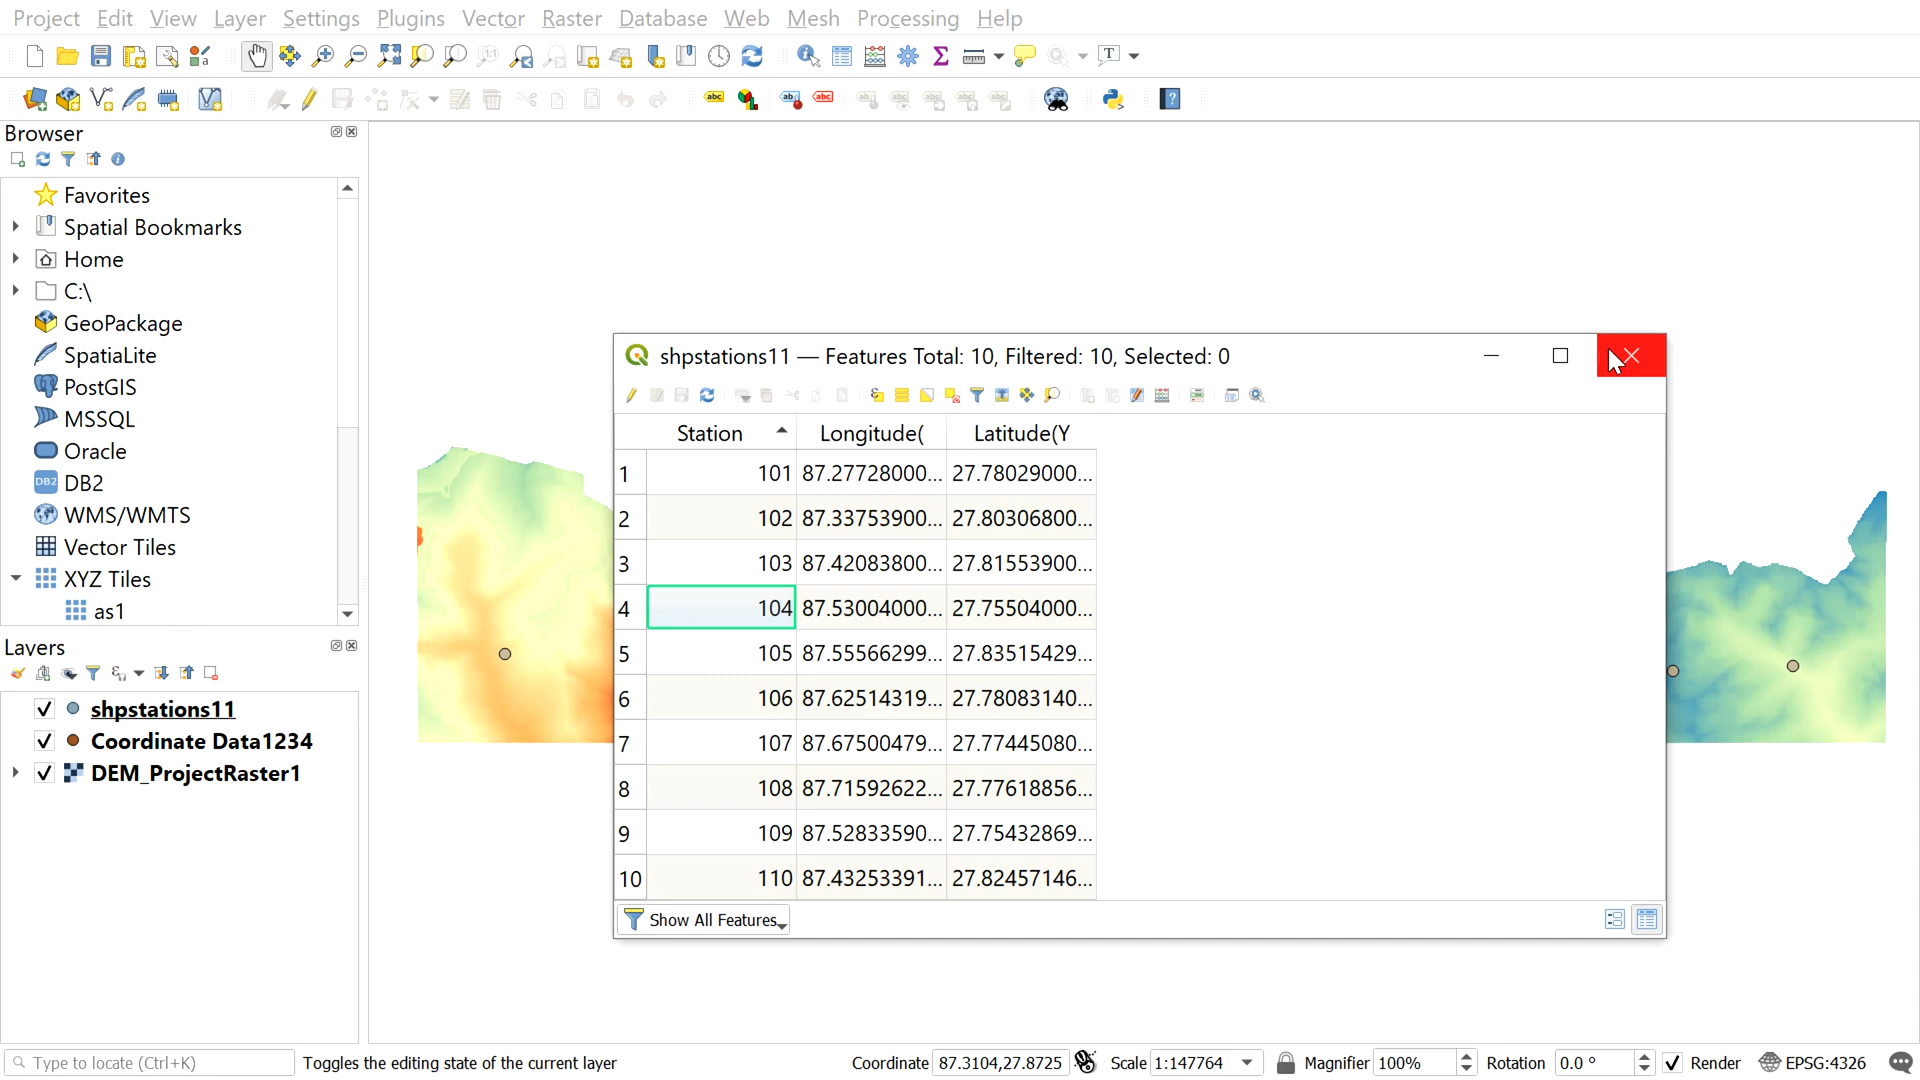 Project Edit View Layer Settings Plugins Vector Raster Database Web Mesh Processing Help
Browser
Favorites
Spatial Bookmarks
Home
C:\
GeoPackage
SpatiaLite
PostGIS
MSSQL
Oracle
DB2
WMS/WMTS
Vector Tiles
XYZ Tiles
as1
Layers
shpstations11
Coordinate Data1234
DEM_ProjectRaster1
shpstations11 — Features Total: 10, Filtered: 10, Selected: 0
Station Longitude( Latitude(Y
1 101 87.27728000... 27.78029000...
2 102 87.33753900... 27.80306800...
3 103 87.42083800... 27.81553900...
4 104 87.53004000... 27.75504000...
5 105 87.55566299... 27.83515429...
6 106 87.62514319... 27.78083140...
7 107 87.67500479... 27.77445080...
8 108 87.71592622... 27.77618856...
9 109 87.52833590... 27.75432869...
10 110 87.43253391... 27.82457146...
Show All Features
Type to locate (Ctrl+K) Toggles the editing state of the current layer Coordinate 87.3104,27.8725 Scale 1:147764 Magnifier 100% Rotation 0.0 ° Render EPSG:4326